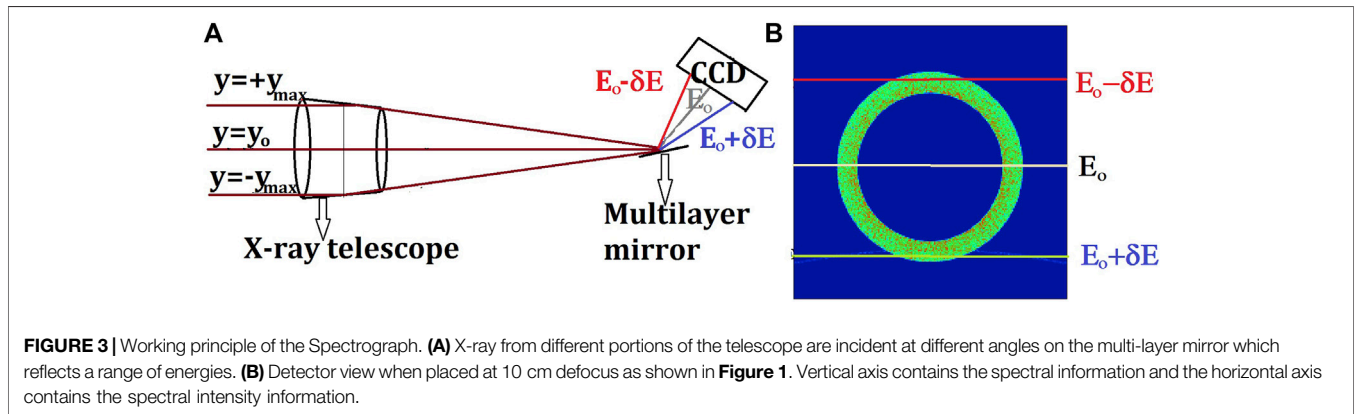 A
y=+ymax
y=yo
y=-ymax
X-ray telescope
Eo-δE
CCD
Eo
Eo+δE
Multilayer
mirror
B
Eo−δE
Eo
Eo+δE
FIGURE 3 | Working principle of the Spectrograph. (A) X-ray from different portions of the telescope are incident at different angles on the multi-layer mirror which
reflects a range of energies. (B) Detector view when placed at 10 cm defocus as shown in Figure 1. Vertical axis contains the spectral information and the horizontal axis
contains the spectral intensity information.